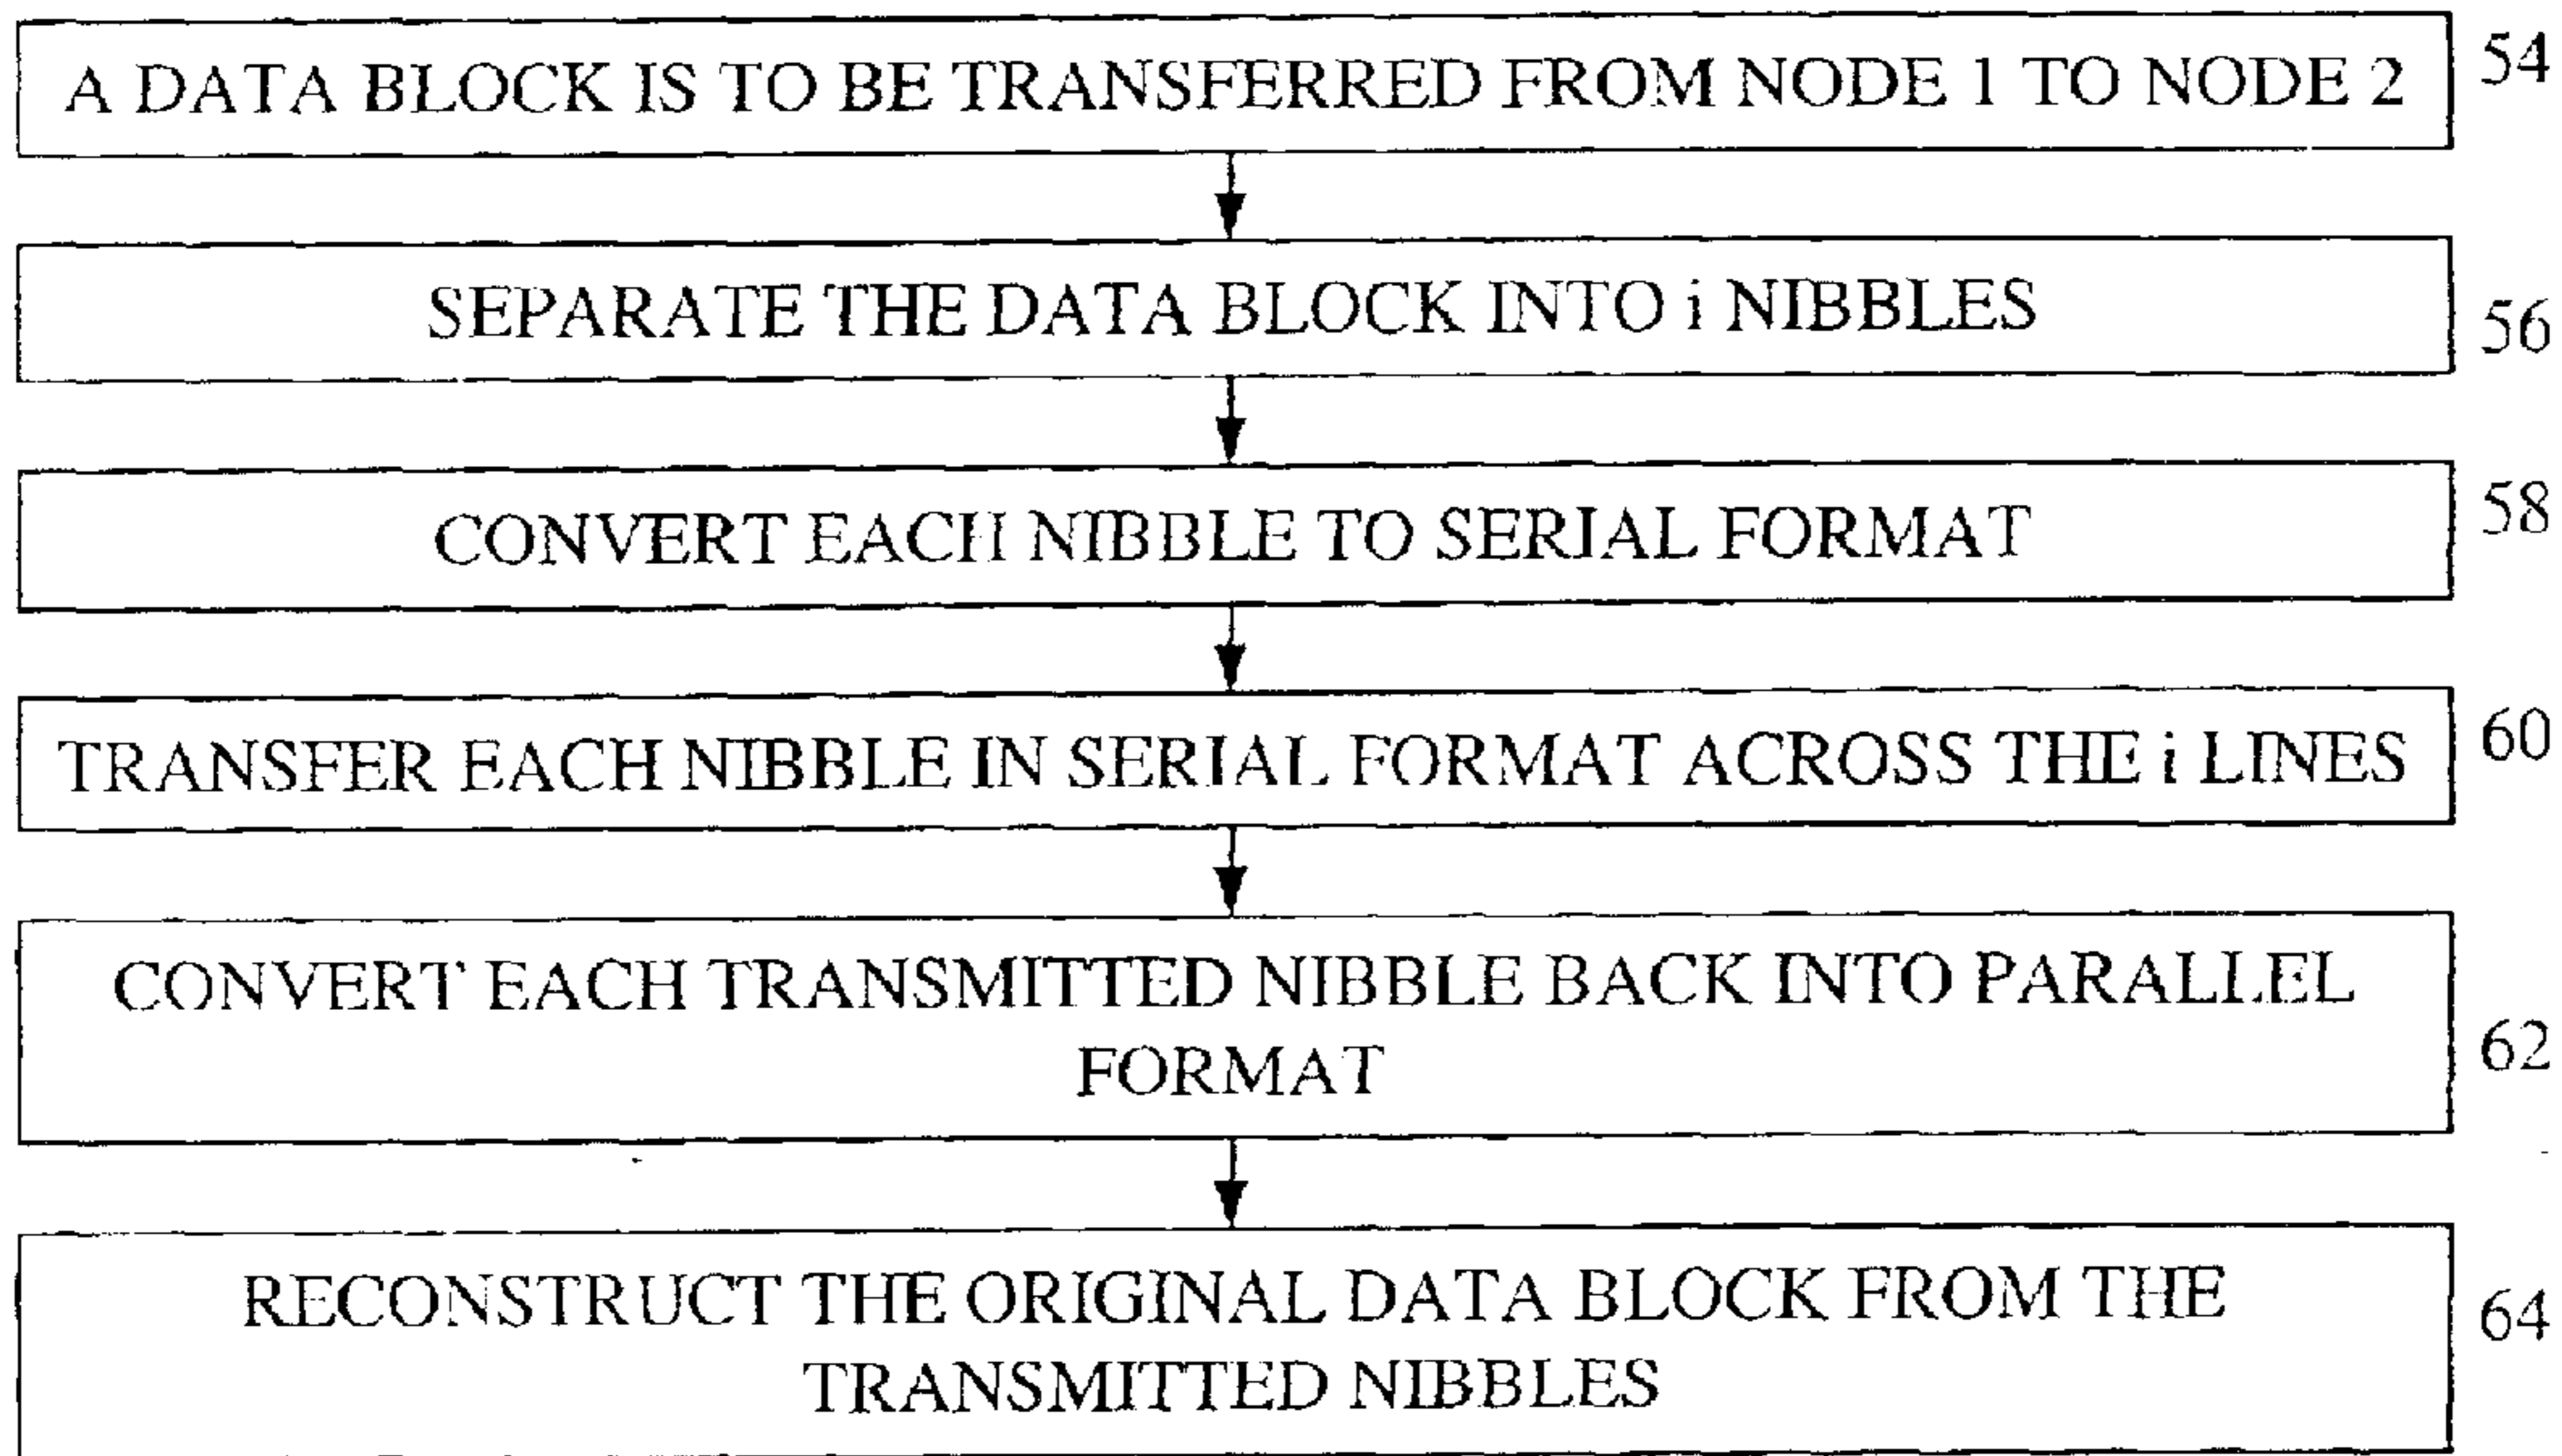 A DATA BLOCK IS TO BE TRANSFERRED FROM NODE 1 TO NODE 2
54
SEPARATE THE DATA BLOCK INTO i NIBBLES
56
CONVERT EACH NIBBLE TO SERIAL FORMAT
58
TRANSFER EACH NIBBLE IN SERIAL FORMAT ACROSS THE i LINES
60
CONVERT EACH TRANSMITTED NIBBLE BACK INTO PARALLEL
FORMAT
62
RECONSTRUCT THE ORIGINAL DATA BLOCK FROM THE
TRANSMITTED NIBBLES
64